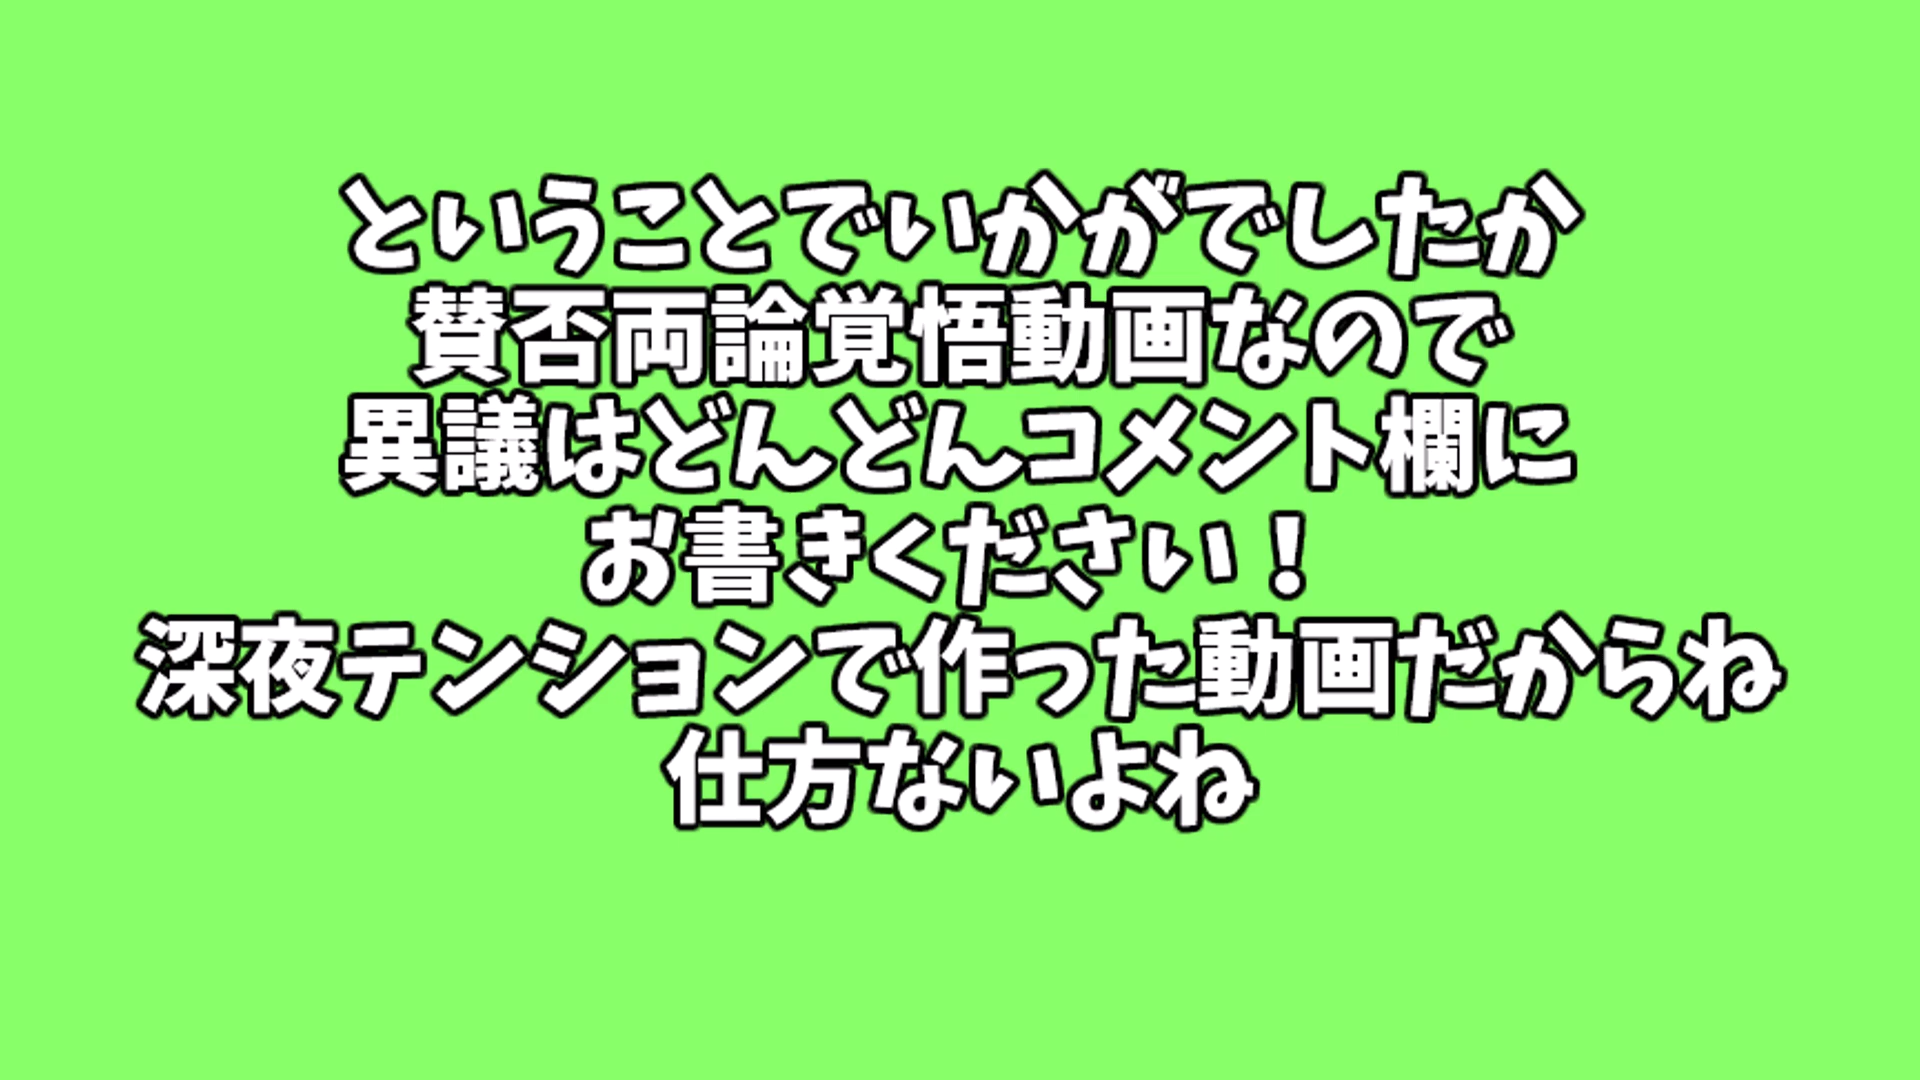 ということでいかがでしたか
賛否両論覚悟動画なので
異議はどんどんコメント欄に
お書きください！
深夜テンションで作った動画だからね
仕方ないよね